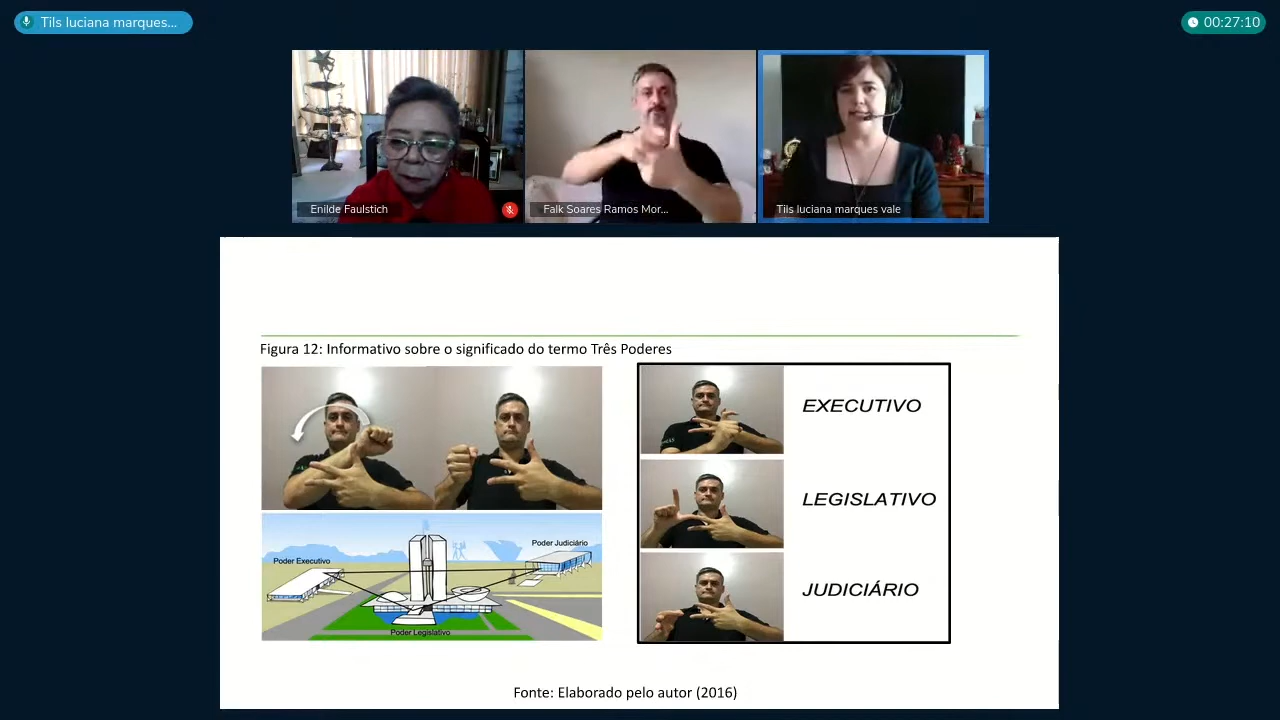 Tils luciana marques...
00:27:10
Enilde Faulstich
Falk Soares Ramos Mor...
Tils luciana marques vale
Figura 12: Informativo sobre o significado do termo Três Poderes
EXECUTIVO
LEGISLATIVO
JUDICIÁRIO
Poder Judiciário
Poder Executivo
Poder Legislativo
Fonte: Elaborado pelo autor (2016)